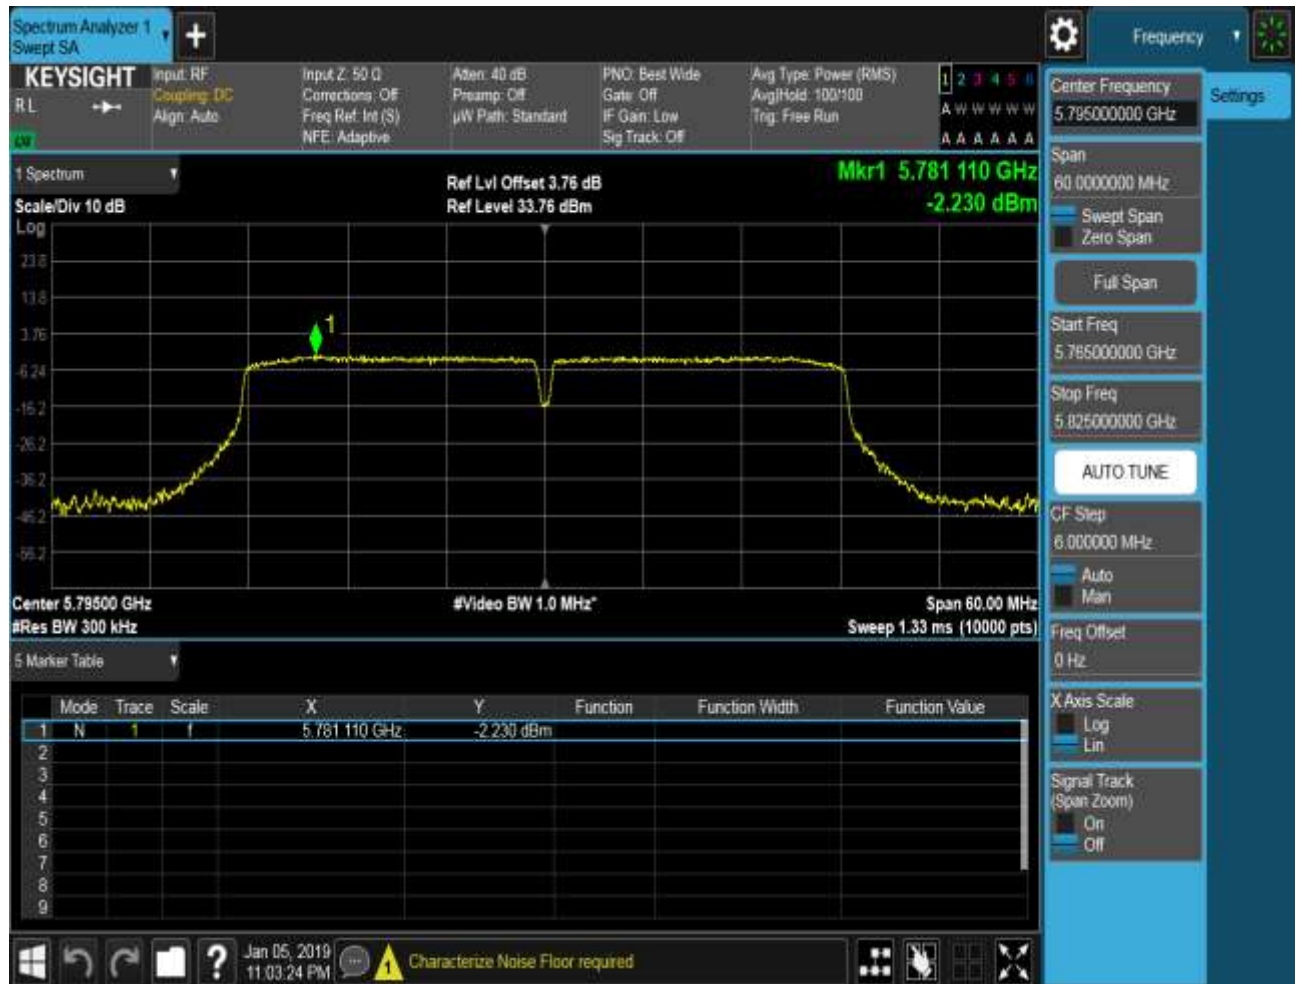 Spectrum Analyzer 1
Swept SA
+
Frequency
KEYSIGHT
RL
Input: RF
Coupling: DC
Align: Auto
Input Z: 50 Ω
Corrections: Off
Freq Ref: Int (S)
NFE: Adaptive
Atten: 40 dB
Preamp: Off
µW Path: Standard
PNO: Best Wide
Gate: Off
IF Gain: Low
Sig Track: Off
Avg Type: Power (RMS)
Avg|Hold: 100/100
Trig: Free Run
1 2 3 4 5 6
A W W W W W
A A A A A A
1 Spectrum
Scale/Div 10 dB
Log
Ref Lvl Offset 3.76 dB
Ref Level 33.76 dBm
Mkr1 5.781 110 GHz
-2.230 dBm
23.8
13.8
3.76
-6.24
-16.2
-26.2
-36.2
-46.2
-56.2
1
Center 5.79500 GHz
#Res BW 300 kHz
#Video BW 1.0 MHz*
Span 60.00 MHz
Sweep 1.33 ms (10000 pts)
5 Marker Table
Mode Trace Scale X Y Function Function Width Function Value
1 N 1 f 5.781 110 GHz -2.230 dBm
2
3
4
5
6
7
8
9
Center Frequency
5.795000000 GHz
Settings
Span
60.0000000 MHz
Swept Span
Zero Span
Full Span
Start Freq
5.765000000 GHz
Stop Freq
5.825000000 GHz
AUTO TUNE
CF Step
6.000000 MHz
Auto
Man
Freq Offset
0 Hz
X Axis Scale
Log
Lin
Signal Track
(Span Zoom)
On
Off
?
Jan 05, 2019
11:03:24 PM
1
Characterize Noise Floor required